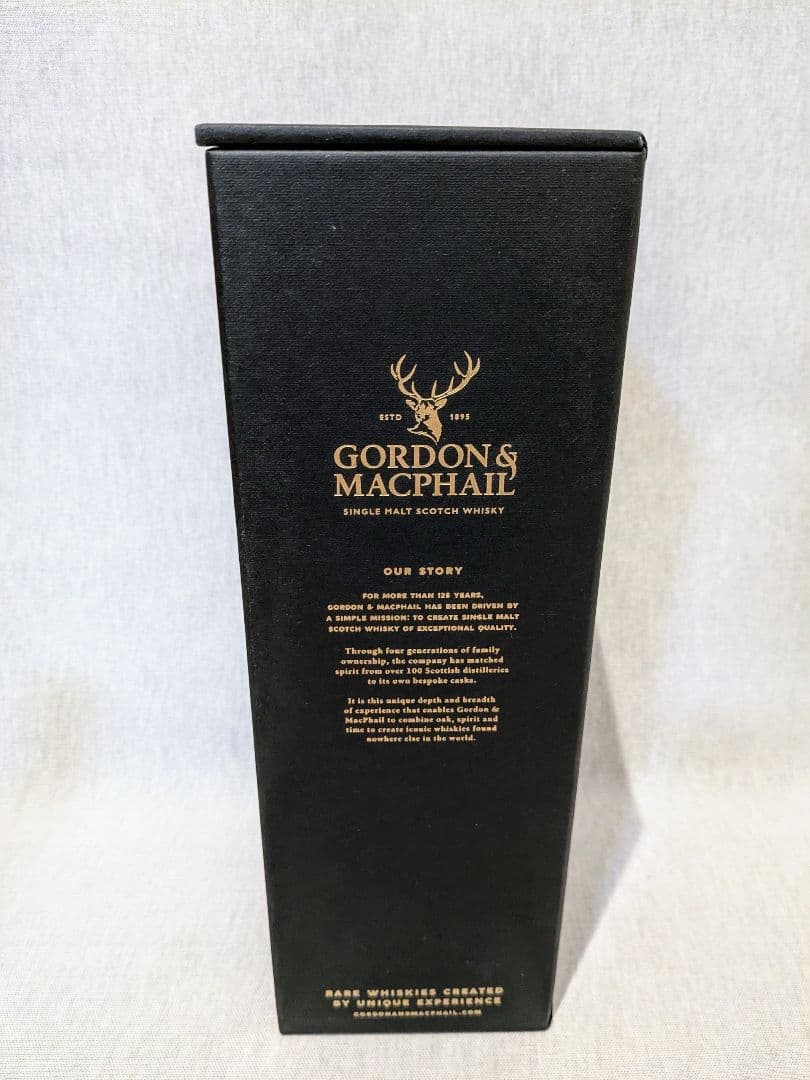 ESTD 1895
GORDON &
MACPHAIL
SINGLE MALT SCOTCH WHISKY
OUR STORY
FOR MORE THAN 125 YEARS,
GORDON & MACPHAIL HAS BEEN DRIVEN BY
A SIMPLE MISSION: TO CREATE SINGLE MALT
SCOTCH WHISKY OF EXCEPTIONAL QUALITY.
Through four generations of family
ownership, the company has matched
spirit from over 100 Scottish distilleries
to its own bespoke casks.
It is this unique depth and breadth
of experience that enables Gordon &
MacPhail to combine oak, spirit and
time to create iconic whiskies found
nowhere else in the world.
RARE WHISKIES CREATED
BY UNIQUE EXPERIENCE
GORDONANDMACPHAIL.COM